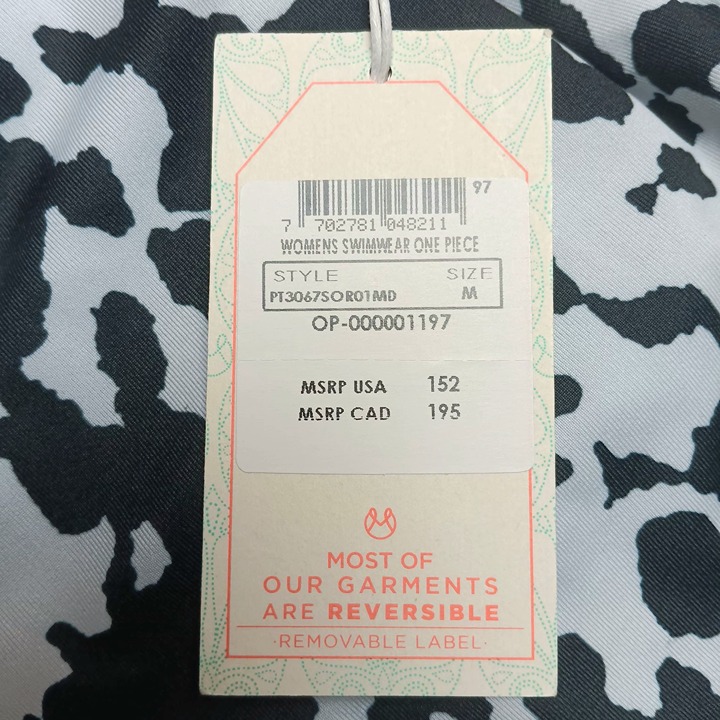 97
7 702781 048211
WOMENS SWIMWEAR ONE PIECE
STYLE SIZE
PT3067SOR01MD M
OP-000001197
MSRP USA 152
MSRP CAD 195
MOST OF
OUR GARMENTS
ARE REVERSIBLE
·REMOVABLE LABEL·